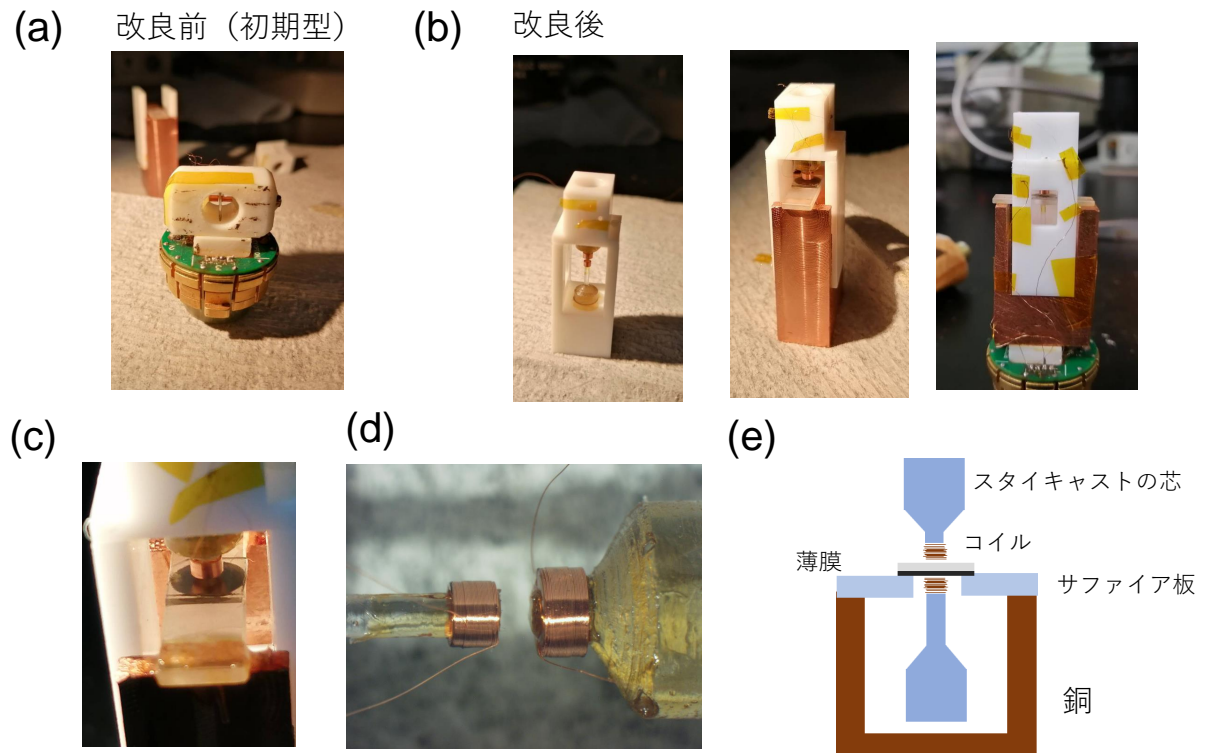 (a)
改良前（初期型）
(b)
改良後
(c)
(d)
(e)
スタイキャストの芯
コイル
薄膜
サファイア板
銅